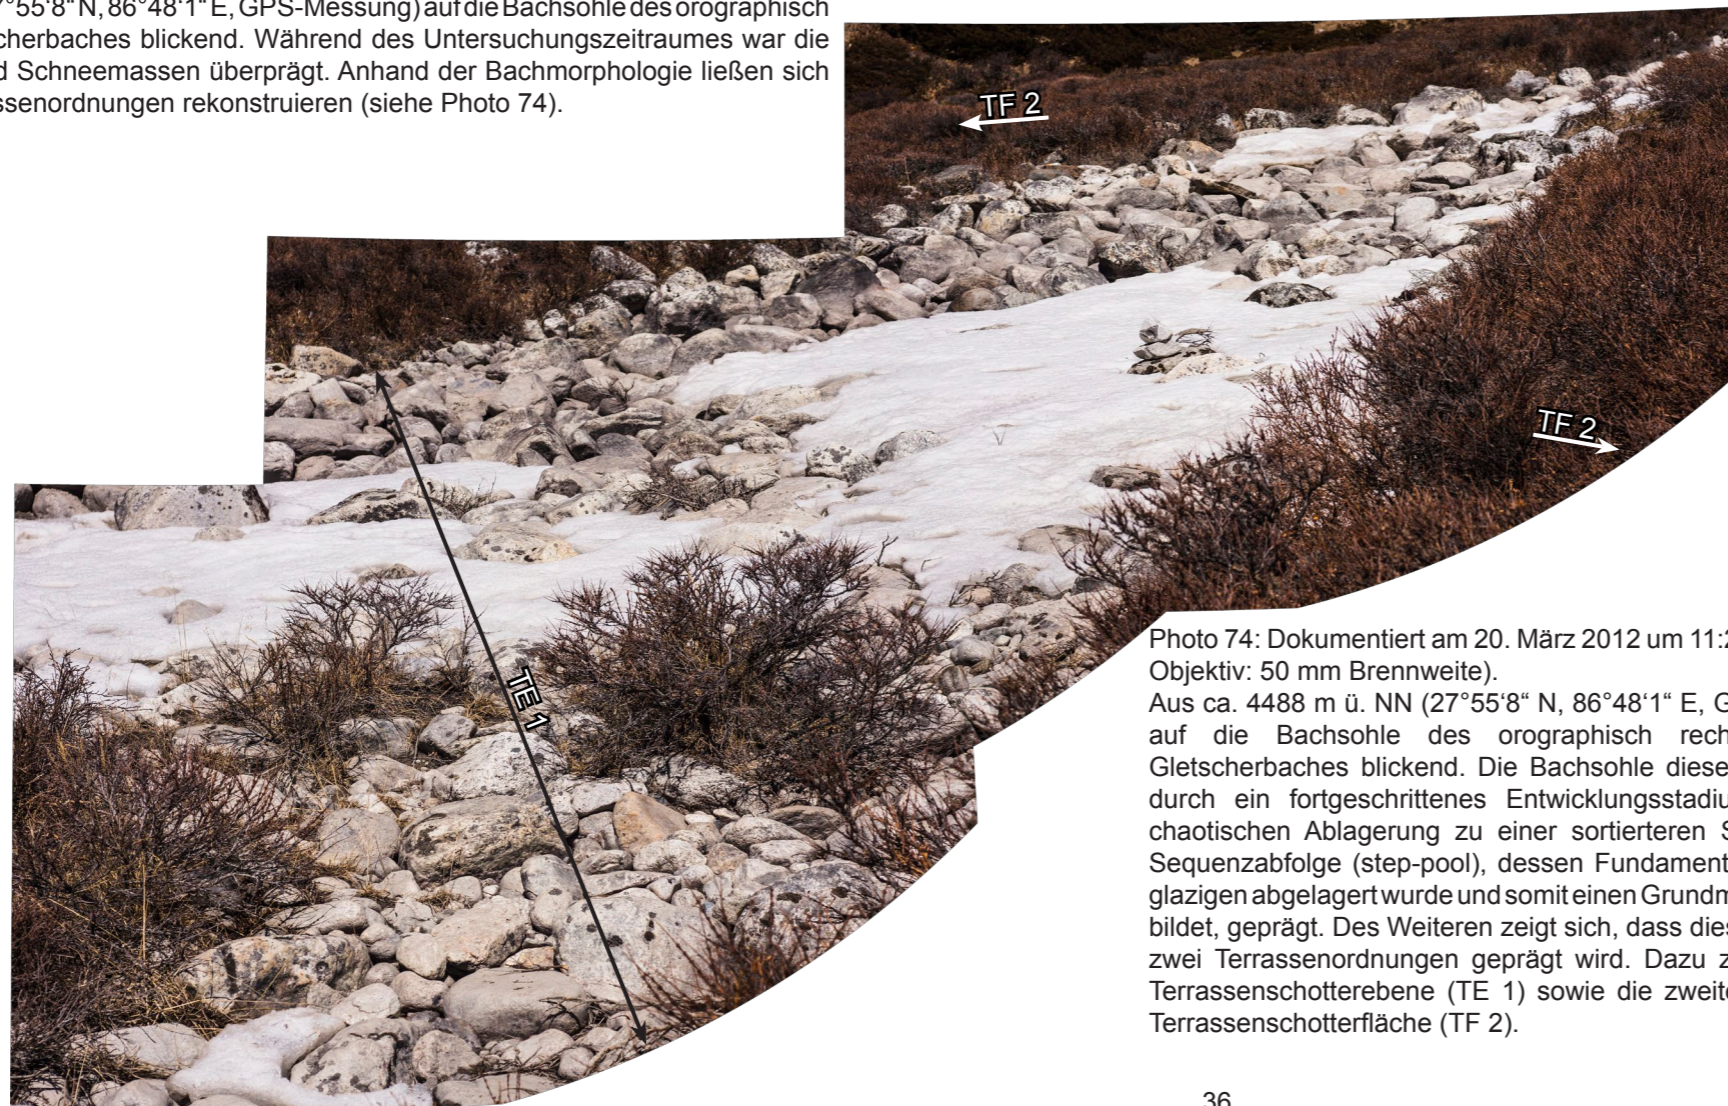 7°55‘8“ N, 86°48‘1“ E, GPS-Messung) auf die Bachsohle des orographisch
cherbaches blickend. Während des Untersuchungszeitraumes war die
d Schneemassen überprägt. Anhand der Bachmorphologie ließen sich
ssenordnungen rekonstruieren (siehe Photo 74).
TF 2
TF 2
TE 1
Photo 74: Dokumentiert am 20. März 2012 um 11:2
Objektiv: 50 mm Brennweite).
Aus ca. 4488 m ü. NN (27°55‘8“ N, 86°48‘1“ E, G
auf die Bachsohle des orographisch rech
Gletscherbaches blickend. Die Bachsohle diese
durch ein fortgeschrittenes Entwicklungsstadiu
chaotischen Ablagerung zu einer sortierteren S
Sequenzabfolge (step-pool), dessen Fundament
glazigen abgelagert wurde und somit einen Grundm
bildet, geprägt. Des Weiteren zeigt sich, dass dies
zwei Terrassenordnungen geprägt wird. Dazu z
Terrassenschotterebene (TE 1) sowie die zweite
Terrassenschotterfläche (TF 2).
36